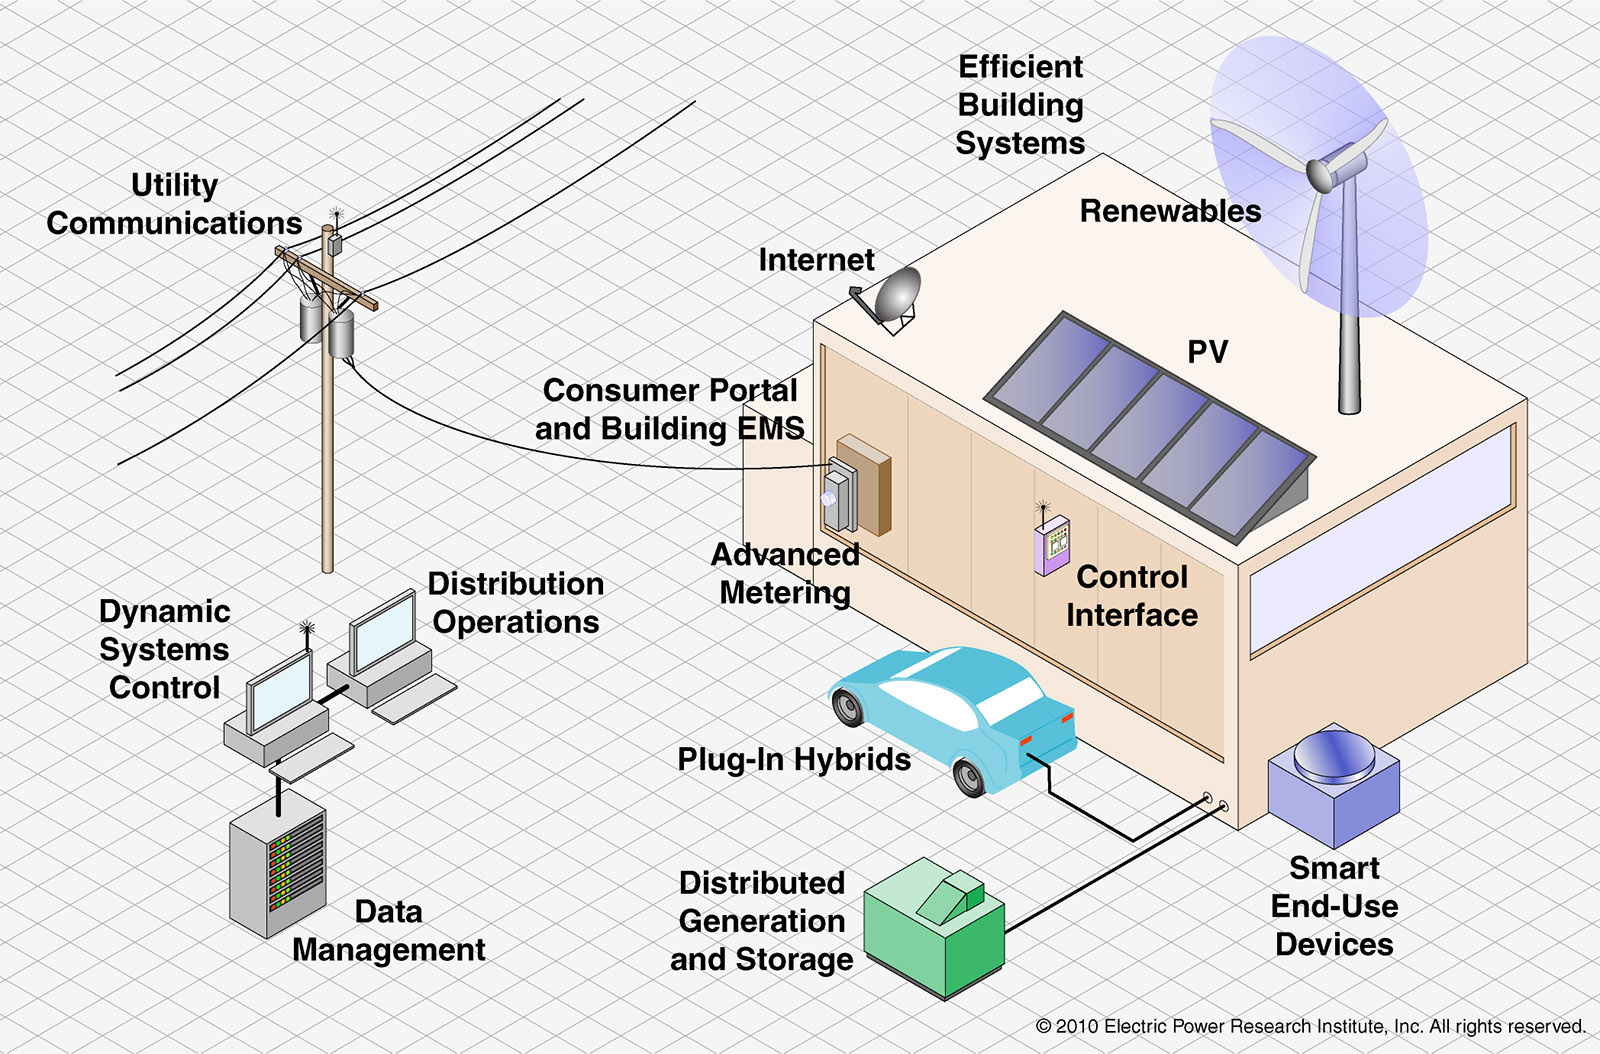 Efficient
Building
Systems
Utility
Communications
Renewables
Internet
PV
Consumer Portal
and Building EMS
Advanced
Metering
Control
Interface
Distribution
Operations
Dynamic
Systems
Control
Plug-In Hybrids
Distributed
Generation
and Storage
Smart
End-Use
Devices
Data
Management
© 2010 Electric Power Research Institute, Inc. All rights reserved.